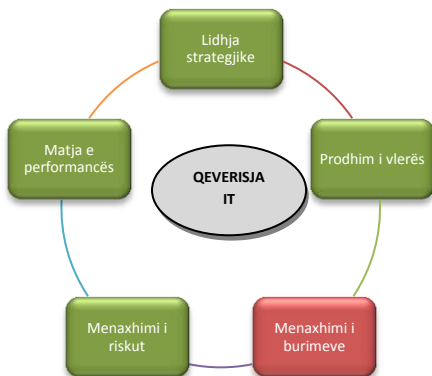 Lidhja
strategjike
Matja e
performancës
Prodhim i vlerës
QEVERISJA
IT
Menaxhimi i
riskut
Menaxhimi i
burimeve